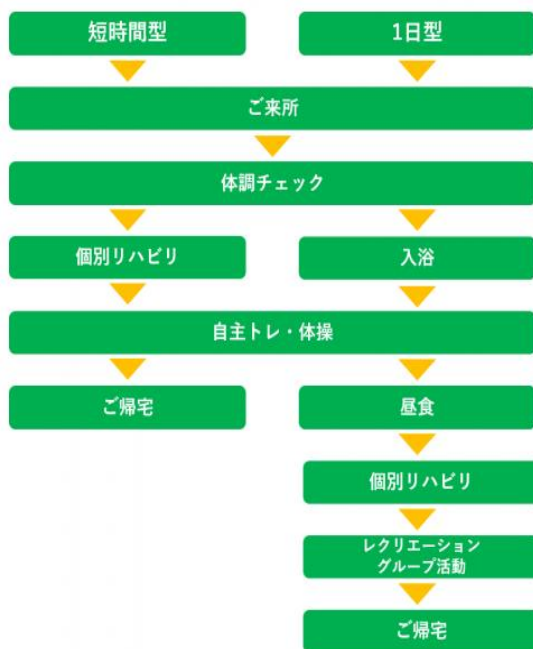 短時間型
1日型
ご来所
体調チェック
個別リハビリ
入浴
自主トレ・体操
ご帰宅
昼食
個別リハビリ
レクリエーション
グループ活動
ご帰宅